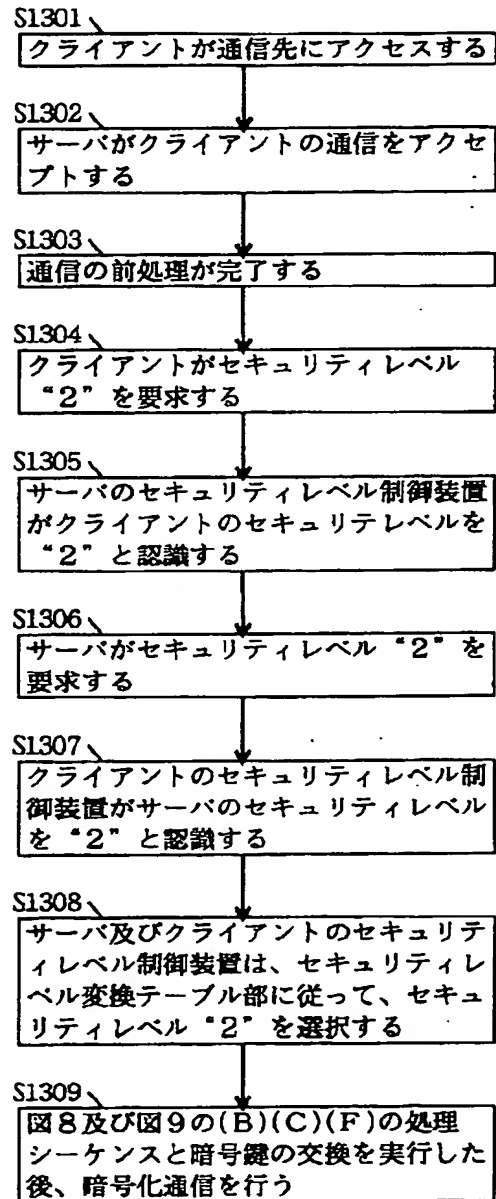 S1301
クライアントが通信先にアクセスする
S1302
サーバがクライアントの通信をアクセ
プトする
S1303
通信の前処理が完了する
S1304
クライアントがセキュリティレベル
“2”を要求する
S1305
サーバのセキュリティレベル制御装置
がクライアントのセキュリテレベルを
“2”と認識する
S1306
サーバがセキュリティレベル“2”を
要求する
S1307
クライアントのセキュリティレベル制
御装置がサーバのセキュリティレベル
を“2”と認識する
S1308
サーバ及びクライアントのセキュリテ
ィレベル制御装置は、セキュリティレ
ベル変換テーブル部に従って、セキュ
リティレベル“2”を選択する
S1309
図8及び図9の(B)(C)(F)の処理
シーケンスと暗号鍵の交換を実行した
後、暗号化通信を行う